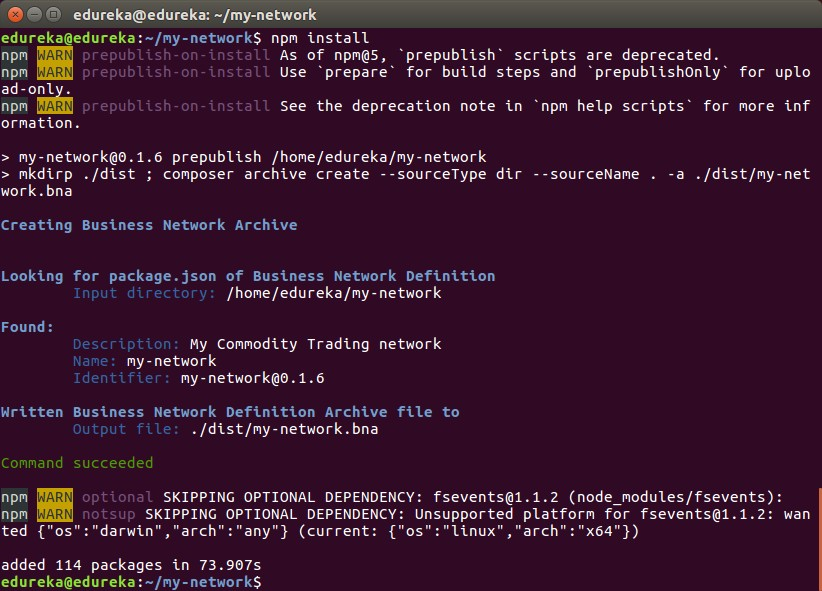 edureka@edureka: ~/my-network
edureka@edureka:~/my-network$ npm install
npm WARN prepublish-on-install As of npm@5, `prepublish` scripts are deprecated.
npm WARN prepublish-on-install Use `prepare` for build steps and `prepublishOnly` for uplo
ad-only.
npm WARN prepublish-on-install See the deprecation note in `npm help scripts` for more inf
ormation.
> my-network@0.1.6 prepublish /home/edureka/my-network
> mkdirp ./dist ; composer archive create --sourceType dir --sourceName . -a ./dist/my-net
work.bna
Creating Business Network Archive
Looking for package.json of Business Network Definition
Input directory: /home/edureka/my-network
Found:
Description: My Commodity Trading network
Name: my-network
Identifier: my-network@0.1.6
Written Business Network Definition Archive file to
Output file: ./dist/my-network.bna
Command succeeded
npm WARN optional SKIPPING OPTIONAL DEPENDENCY: fsevents@1.1.2 (node_modules/fsevents):
npm WARN notsup SKIPPING OPTIONAL DEPENDENCY: Unsupported platform for fsevents@1.1.2: wan
ted {"os":"darwin","arch":"any"} (current: {"os":"linux","arch":"x64"})
added 114 packages in 73.907s
edureka@edureka:~/my-network$